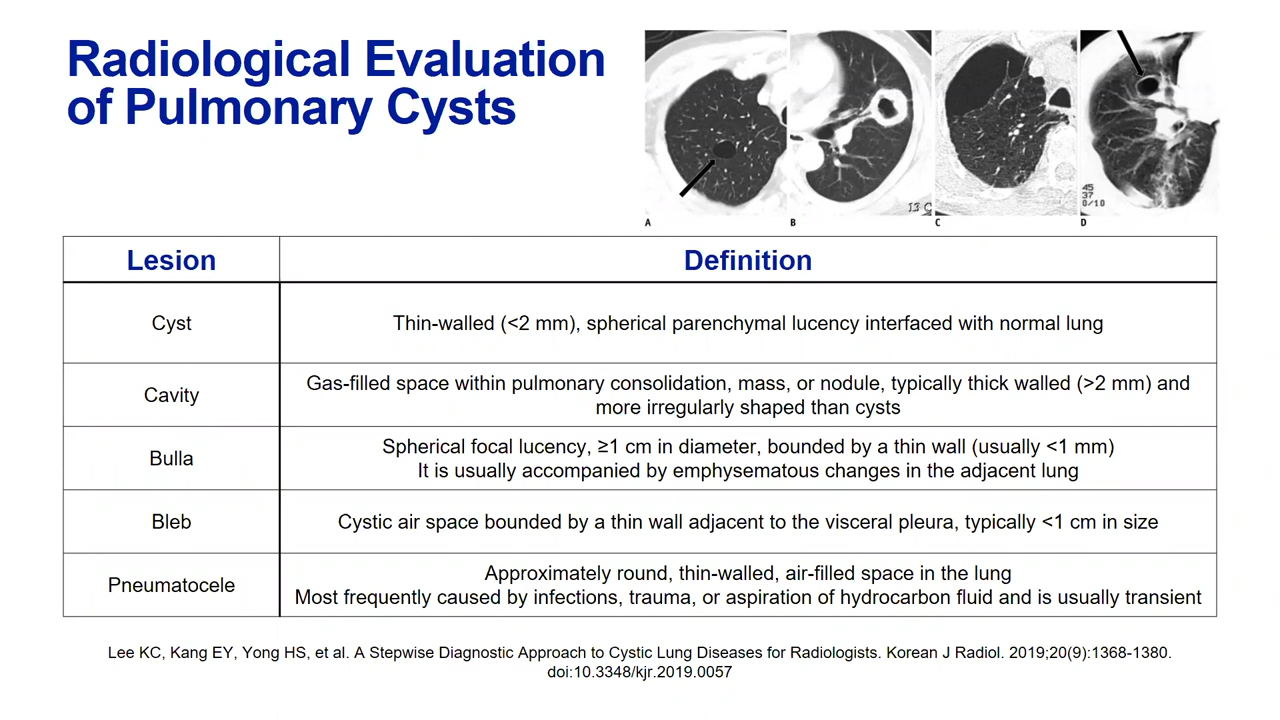 Radiological Evaluation
of Pulmonary Cysts
A
B
C
D
13 C
45
37
0/10
Lesion
Definition
Cyst
Thin-walled (<2 mm), spherical parenchymal lucency interfaced with normal lung
Cavity
Gas-filled space within pulmonary consolidation, mass, or nodule, typically thick walled (>2 mm) and
more irregularly shaped than cysts
Bulla
Spherical focal lucency, ≥1 cm in diameter, bounded by a thin wall (usually <1 mm)
It is usually accompanied by emphysematous changes in the adjacent lung
Bleb
Cystic air space bounded by a thin wall adjacent to the visceral pleura, typically <1 cm in size
Pneumatocele
Approximately round, thin-walled, air-filled space in the lung
Most frequently caused by infections, trauma, or aspiration of hydrocarbon fluid and is usually transient
Lee KC, Kang EY, Yong HS, et al. A Stepwise Diagnostic Approach to Cystic Lung Diseases for Radiologists. Korean J Radiol. 2019;20(9):1368-1380.
doi:10.3348/kjr.2019.0057